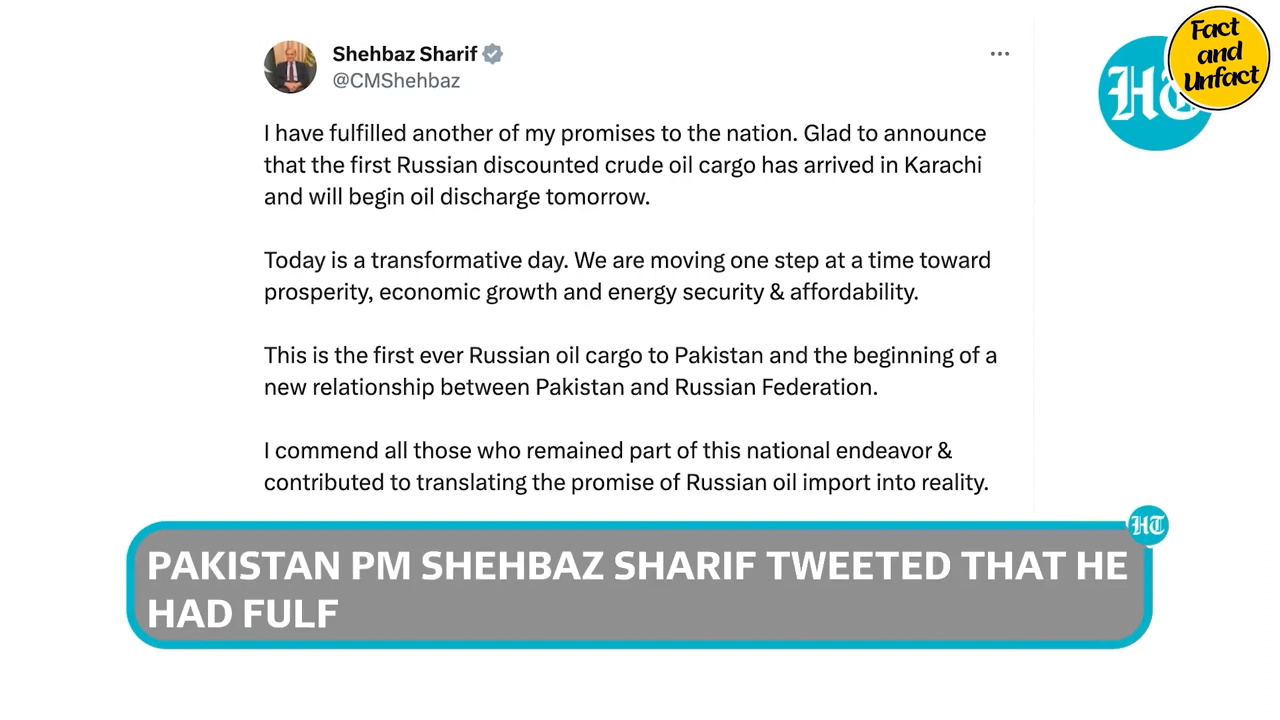 Shehbaz Sharif
@CMShehbaz
I have fulfilled another of my promises to the nation. Glad to announce
that the first Russian discounted crude oil cargo has arrived in Karachi
and will begin oil discharge tomorrow.
Today is a transformative day. We are moving one step at a time toward
prosperity, economic growth and energy security & affordability.
This is the first ever Russian oil cargo to Pakistan and the beginning of a
new relationship between Pakistan and Russian Federation.
I commend all those who remained part of this national endeavor &
contributed to translating the promise of Russian oil import into reality.
PAKISTAN PM SHEHBAZ SHARIF TWEETED THAT HE
HAD FULF
HT
Fact
and
Unfact
HT